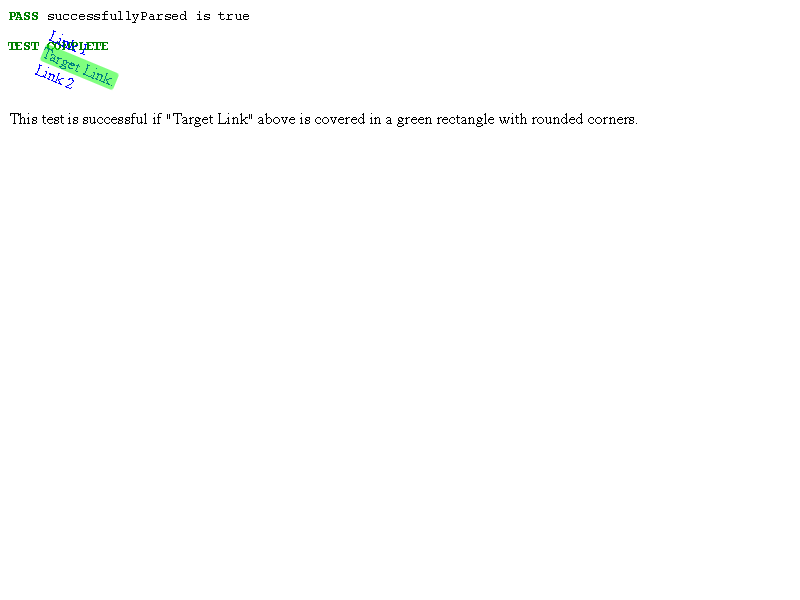 PASS successfullyParsed is true
TEST COMPLETE
Link 1
Target Link
Link 2
This test is successful if "Target Link" above is covered in a green rectangle with rounded corners.